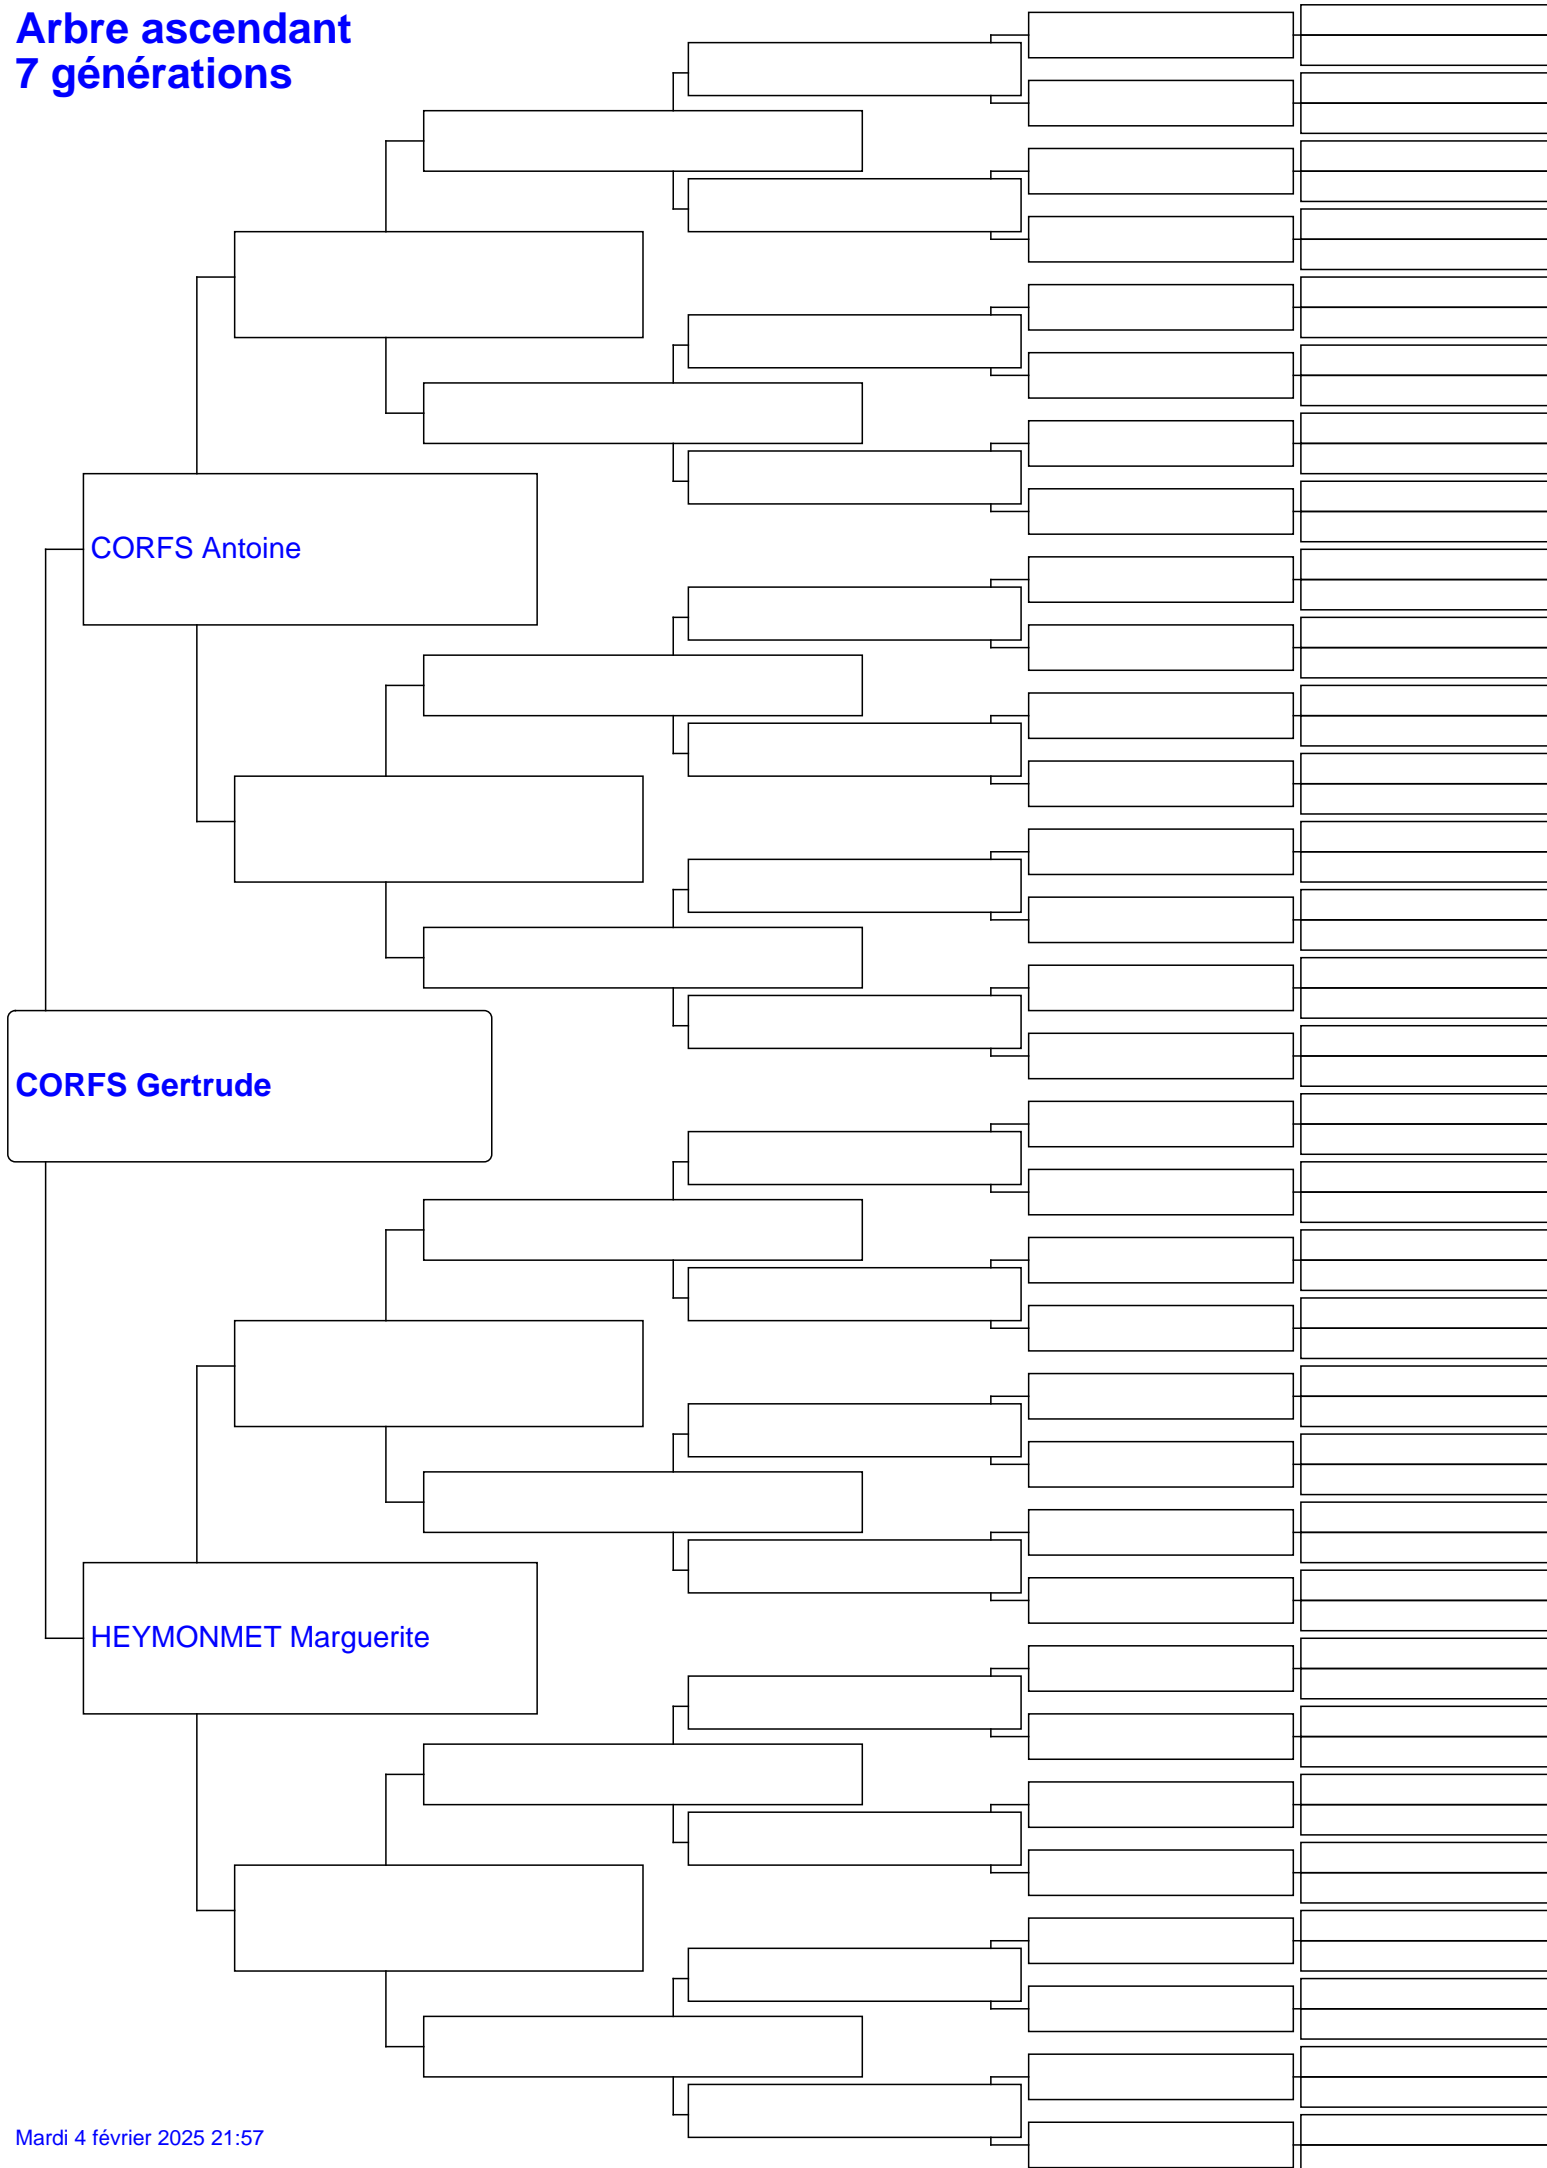 Arbre ascendant
7 générations
CORFS Antoine
CORFS Gertrude
HEYMONMET Marguerite
Mardi 4 février 2025 21:57